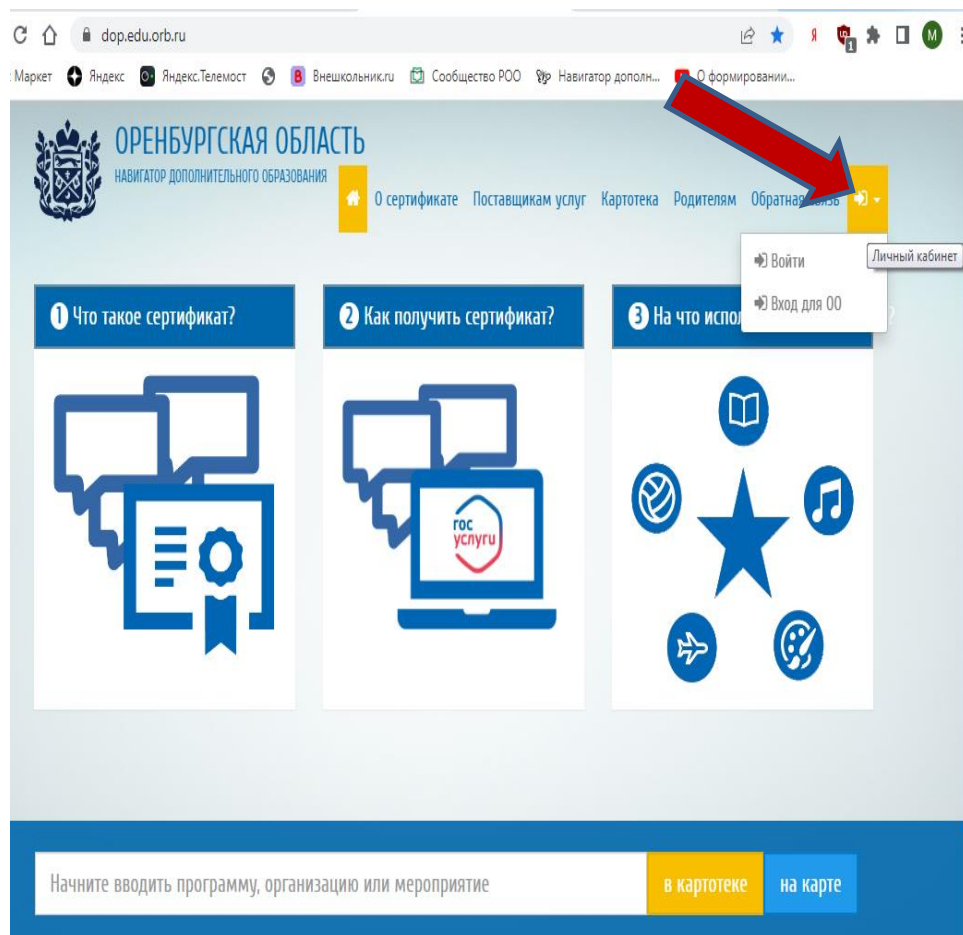 dop.edu.orb.ru
Я
1
M
Маркет Яндекс Яндекс.Телемост Внешкольник.ru Сообщество РОО Навигатор дополн... О формировании...
ОРЕНБУРГСКАЯ ОБЛАСТЬ
НАВИГАТОР ДОПОЛНИТЕЛЬНОГО ОБРАЗОВАНИЯ
О сертификате Поставщикам услуг Картотека Родителям Обратная
Войти
Личный кабинет
Вход для ОО
1 Что такое сертификат?
2 Как получить сертификат?
3 На что испол
?
гос
услуги
Начните вводить программу, организацию или мероприятие
в картотеке
на карте